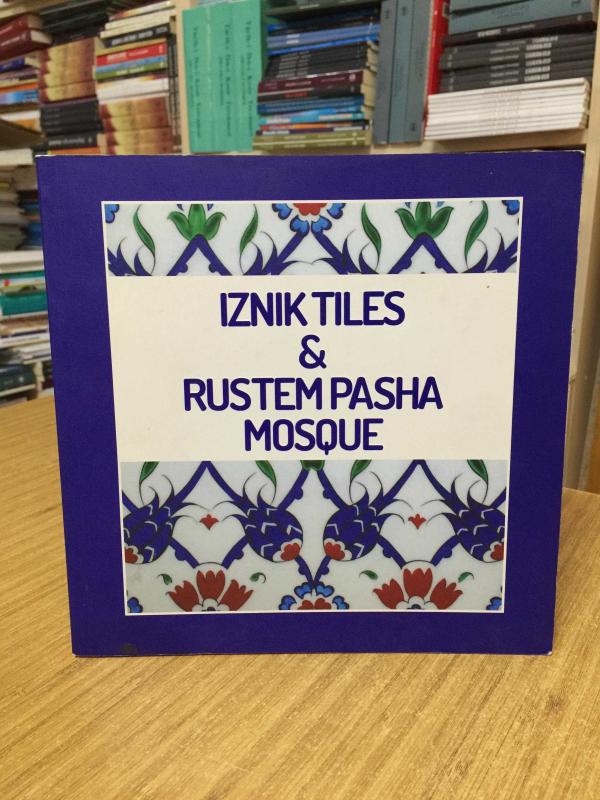 IZNIK TILES
&
RUSTEM PASHA
MOSQUE